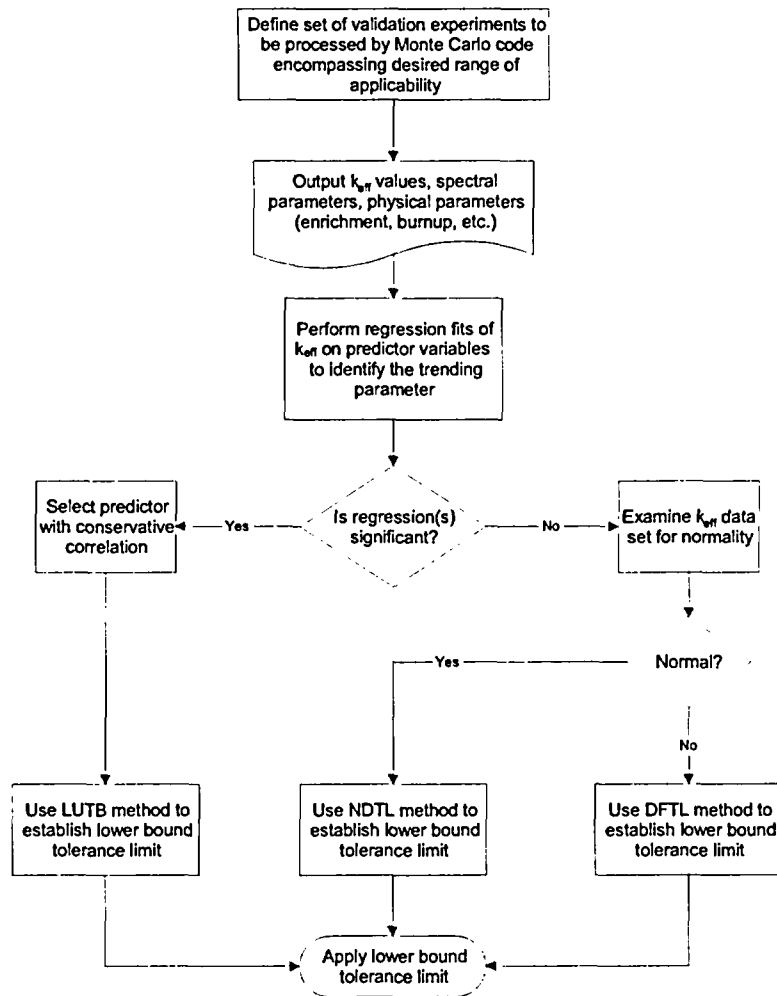 Define set of validation experiments to
be processed by Monte Carlo code
encompassing desired range of
applicability
Output keff values, spectral
parameters, physical parameters
(enrichment, burnup, etc.)
Perform regression fits of
keff on predictor variables
to identify the trending
parameter
Select predictor
with conservative
correlation
Yes
Is regression(s)
significant?
No
Examine keff data
set for normality
Yes
Normal?
No
Use LUTB method to
establish lower bound
tolerance limit
Use NDTL method to
establish lower bound
tolerance limit
Use DFTL method to
establish lower bound
tolerance limit
Apply lower bound
tolerance limit